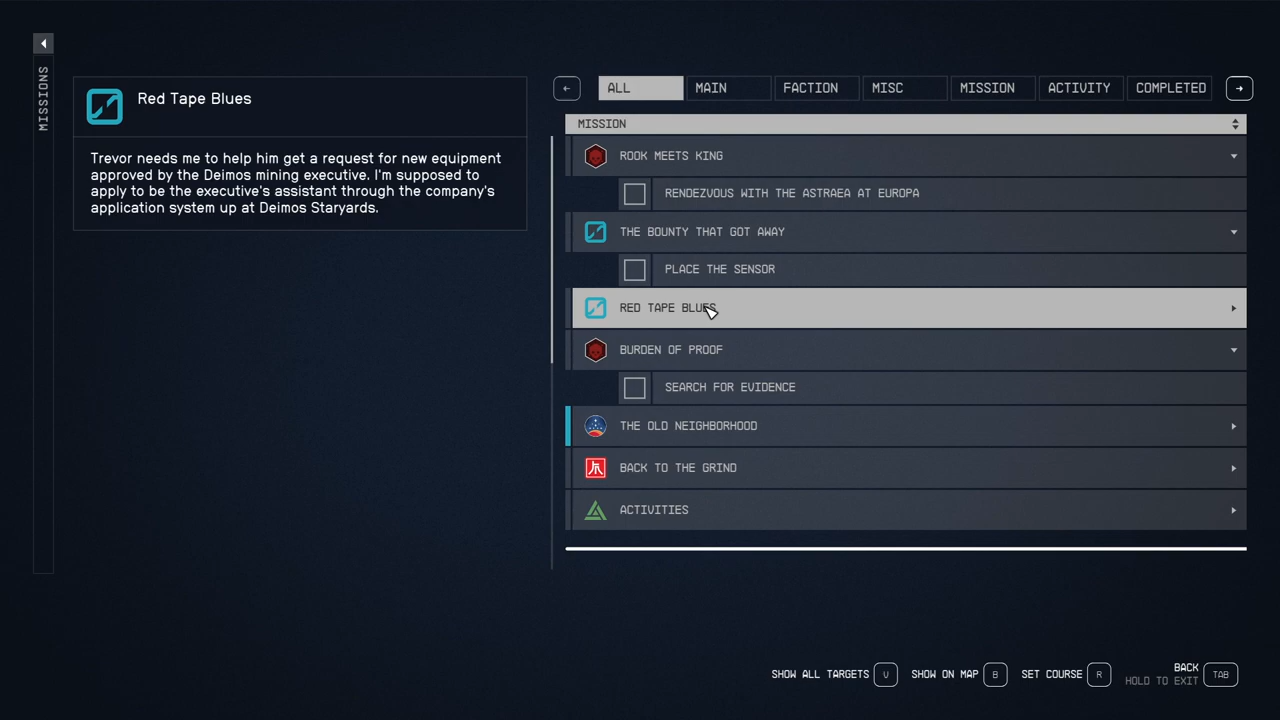 MISSIONS
Red Tape Blues
Trevor needs me to help him get a request for new equipment
approved by the Deimos mining executive. I'm supposed to
apply to be the executive's assistant through the company's
application system up at Deimos Staryards.
ALL MAIN FACTION MISC MISSION ACTIVITY COMPLETED
MISSION
ROOK MEETS KING
RENDEZVOUS WITH THE ASTRAEA AT EUROPA
THE BOUNTY THAT GOT AWAY
PLACE THE SENSOR
RED TAPE BLUES
BURDEN OF PROOF
SEARCH FOR EVIDENCE
THE OLD NEIGHBORHOOD
BACK TO THE GRIND
ACTIVITIES
SHOW ALL TARGETS V SHOW ON MAP B SET COURSE R BACK TAB
HOLD TO EXIT